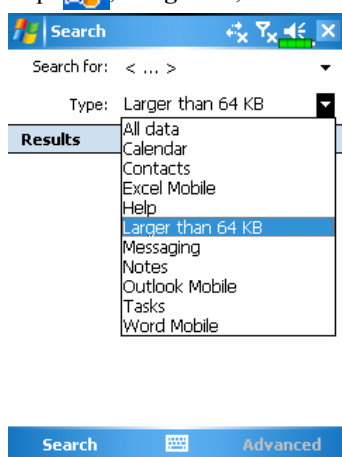 Search
Search for: < ... >
Type: Larger than 64 KB
Results
All data
Calendar
Contacts
Excel Mobile
Help
Larger than 64 KB
Messaging
Notes
Outlook Mobile
Tasks
Word Mobile
Search Advanced